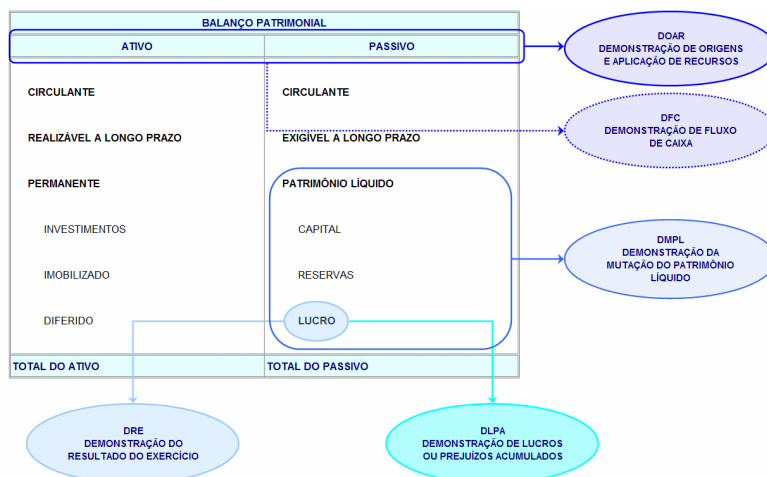 BALANÇO PATRIMONIAL
ATIVO
PASSIVO
CIRCULANTE
CIRCULANTE
REALIZÁVEL A LONGO PRAZO
EXIGÍVEL A LONGO PRAZO
PERMANENTE
PATRIMÔNIO LÍQUIDO
INVESTIMENTOS
CAPITAL
IMOBILIZADO
RESERVAS
DIFERIDO
LUCRO
TOTAL DO ATIVO
TOTAL DO PASSIVO
DOAR
DEMONSTRAÇÃO DE ORIGENS
E APLICAÇÃO DE RECURSOS
DFC
DEMONSTRAÇÃO DE FLUXO
DE CAIXA
DMPL
DEMONSTRAÇÃO DA
MUTAÇÃO DO PATRIMÔNIO
LÍQUIDO
DRE
DEMONSTRAÇÃO DO
RESULTADO DO EXERCÍCIO
DLPA
DEMONSTRAÇÃO DE LUCROS
OU PREJUÍZOS ACUMULADOS